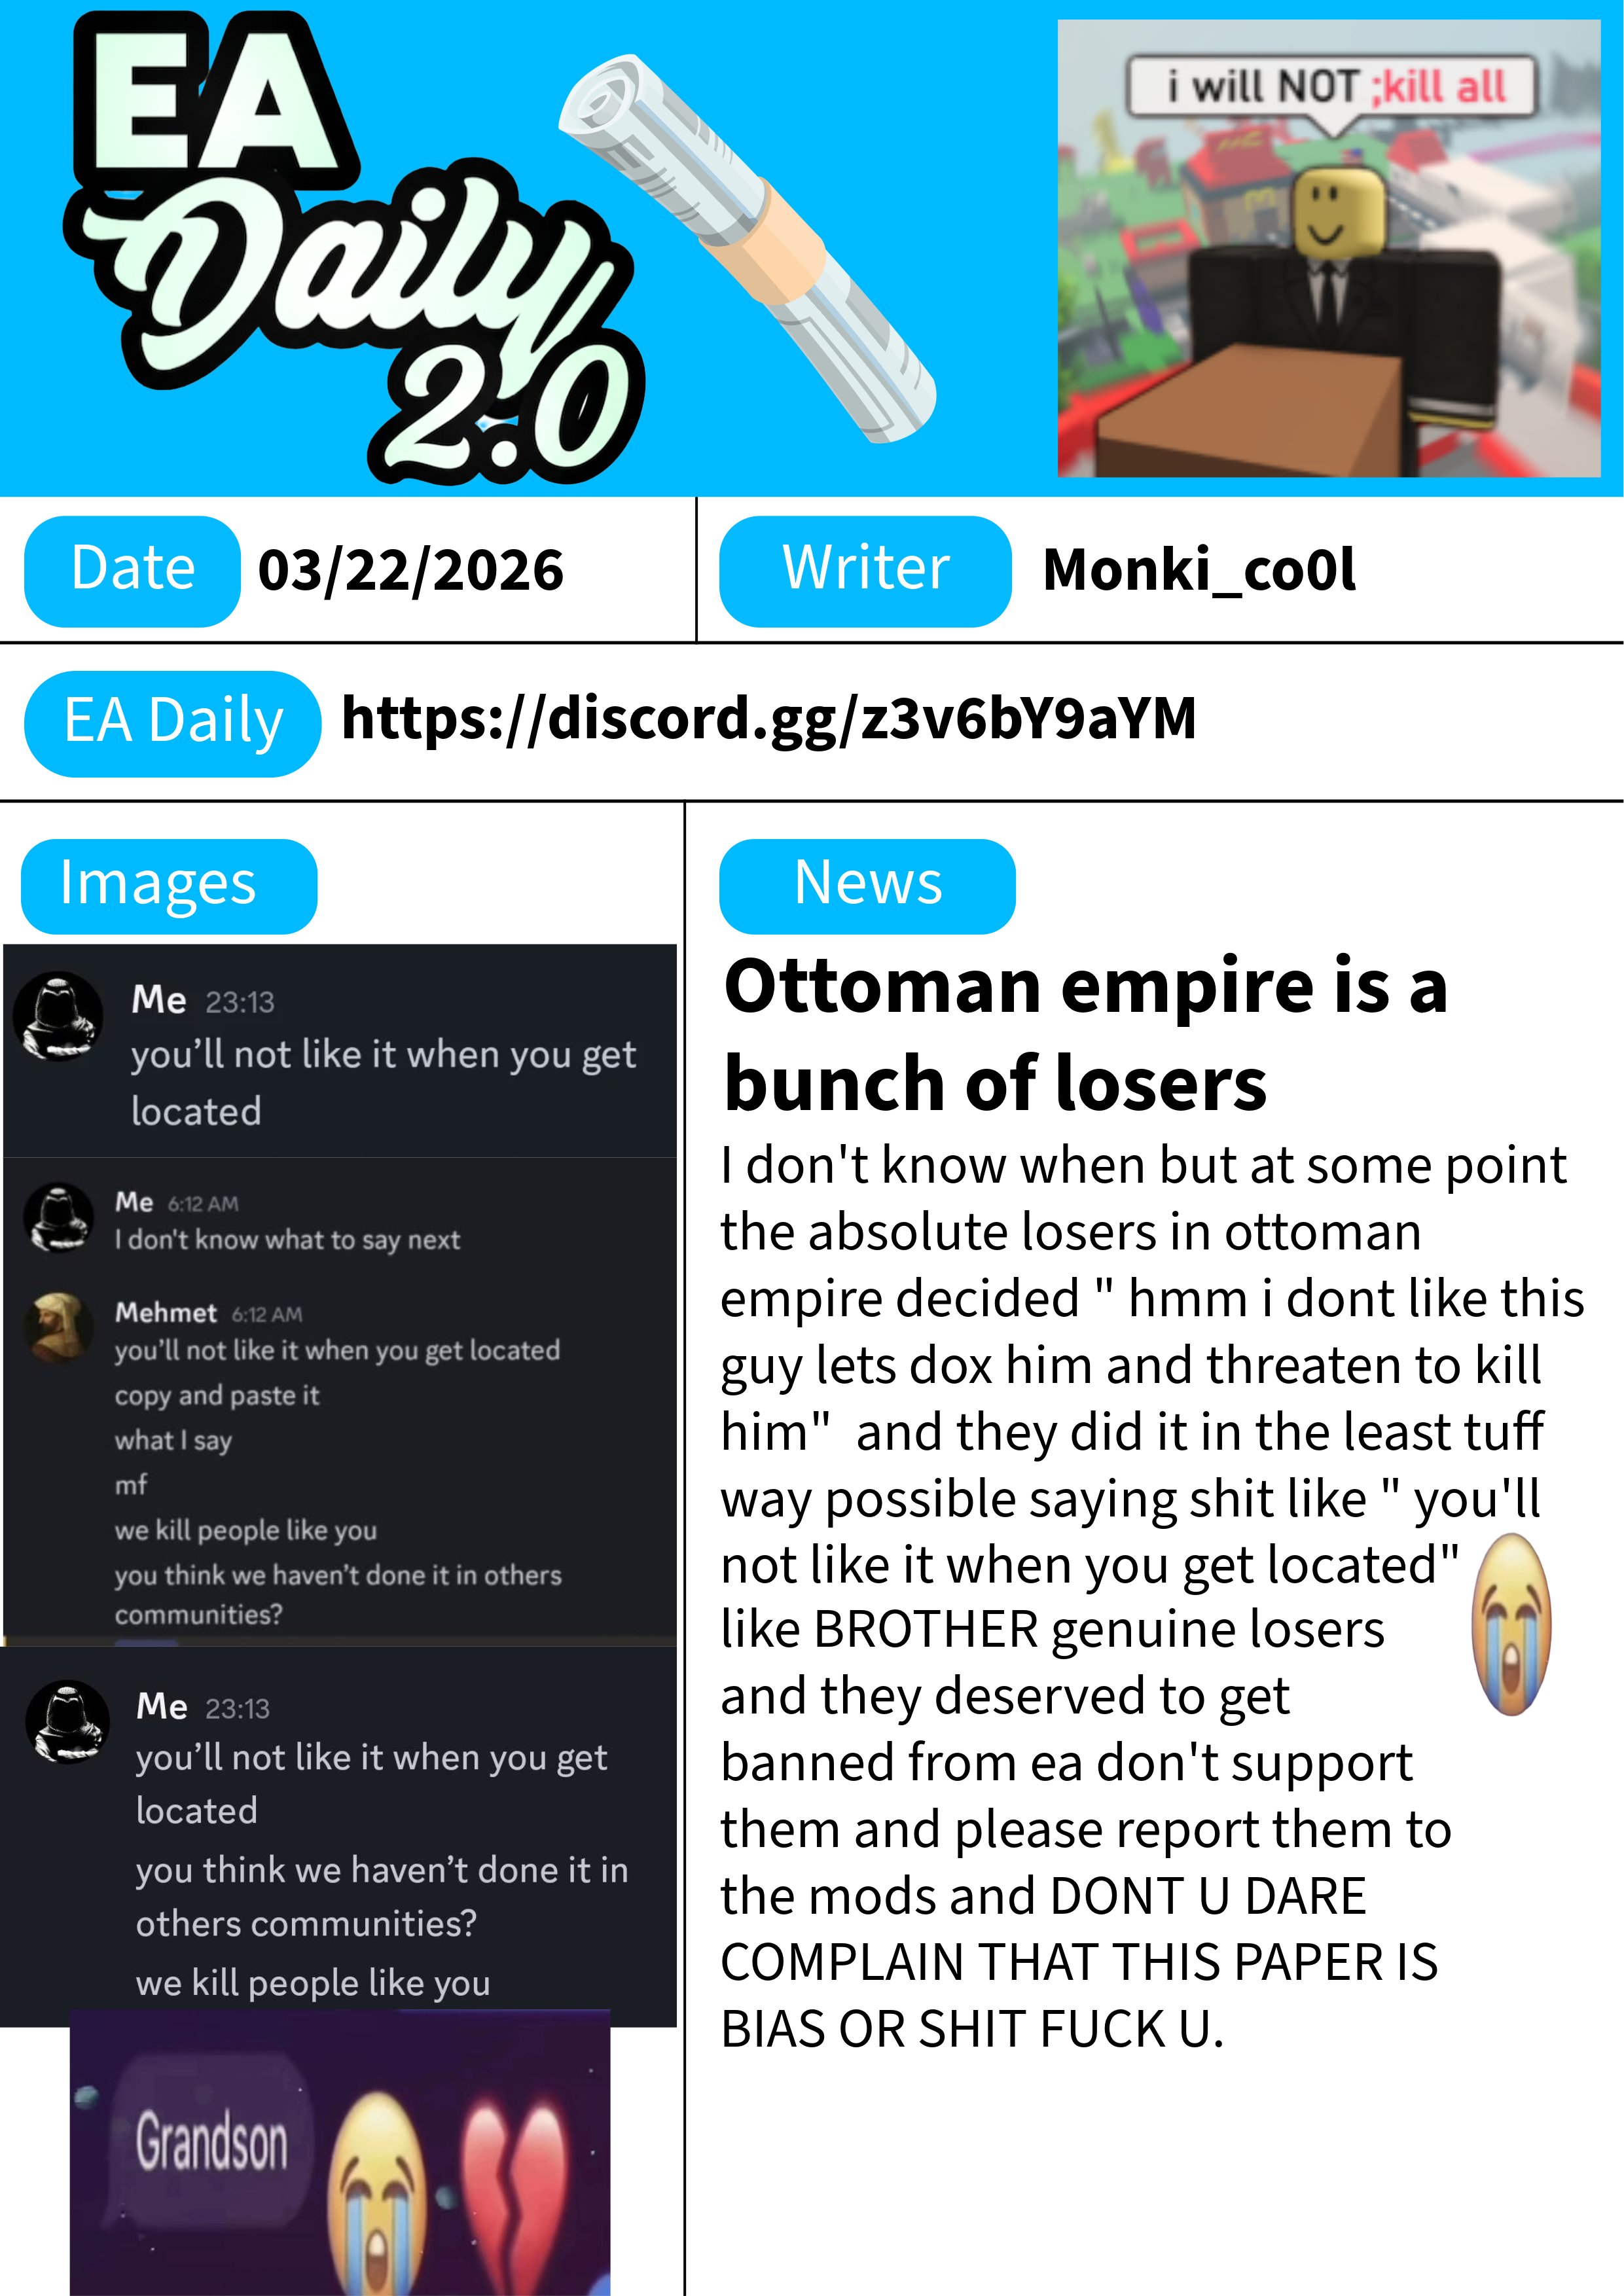 EA
Daily
2.0
i will NOT ;kill all
Date
03/22/2026
Writer
Monki_co0l
EA Daily
https://discord.gg/z3v6bY9aYM
Images
Me 23:13
you’ll not like it when you get
located
Me 6:12 AM
I don't know what to say next
Mehmet 6:12 AM
you’ll not like it when you get located
copy and paste it
what I say
mf
we kill people like you
you think we haven’t done it in others
communities?
Me 23:13
you’ll not like it when you get
located
you think we haven’t done it in
others communities?
we kill people like you
Grandson
News
Ottoman empire is a
bunch of losers
I don't know when but at some point
the absolute losers in ottoman
empire decided " hmm i dont like this
guy lets dox him and threaten to kill
him"  and they did it in the least tuff
way possible saying shit like " you'll
not like it when you get located"
like BROTHER genuine losers
and they deserved to get
banned from ea don't support
them and please report them to
the mods and DONT U DARE
COMPLAIN THAT THIS PAPER IS
BIAS OR SHIT FUCK U.